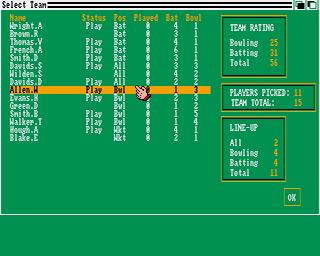 Select Team
Name Status Pos Played Bat Bowl
Wright.A Play Bat 0 4 1
Brown.R Bat 0 3 1
Thomas.V Play Bat 0 4 1
French.A Play Bat 0 6 1
Smith.D Play Bat 0 3 1
Davids.S Play All 0 3 3
Wilden.S All 0 4 2
Davids.D Play All 0 2 2
Allen.W Play Bwl 1 3
Evans.H Play Bwl 2 3
Green.D Bwl 0 1 2
Smith.B Play Bwl 0 1 5
Walker.T Play Bwl 0 1 4
Hough.A Play Wkt 0 4 1
Blake.E Wkt 0 2 1
TEAM RATING
Bowling 25
Batting 31
Total 56
PLAYERS PICKED: 11
TEAM TOTAL: 15
LINE-UP
All 2
Bowling 4
Batting 4
Total 11
OK